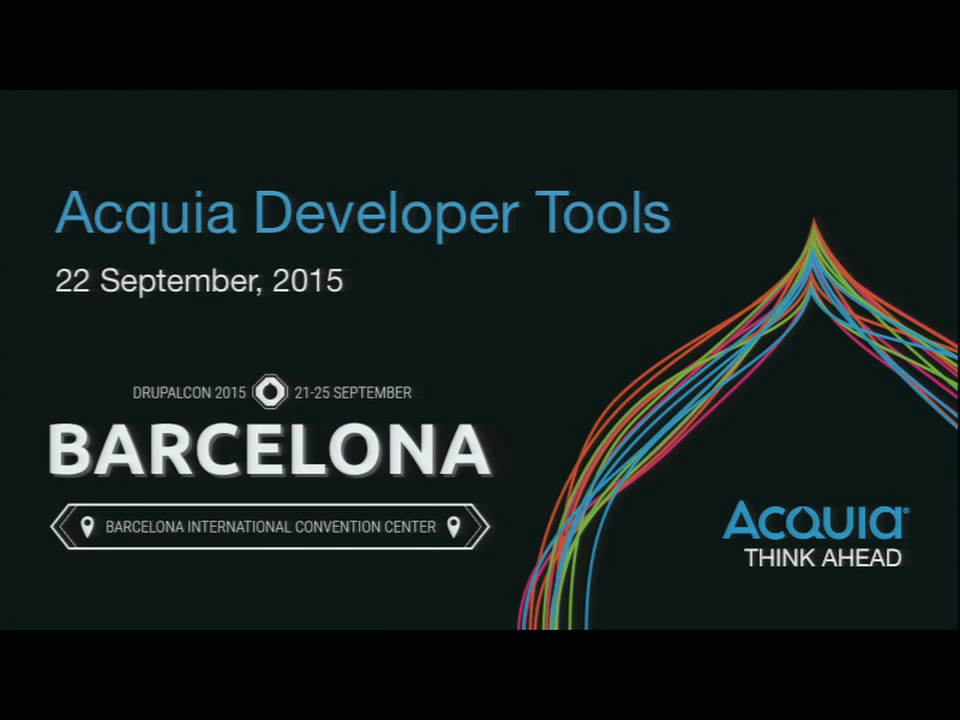 Acquia Developer Tools
22 September, 2015
DRUPALCON 2015 21-25 SEPTEMBER
BARCELONA
BARCELONA INTERNATIONAL CONVENTION CENTER
ACQUIA®
THINK AHEAD